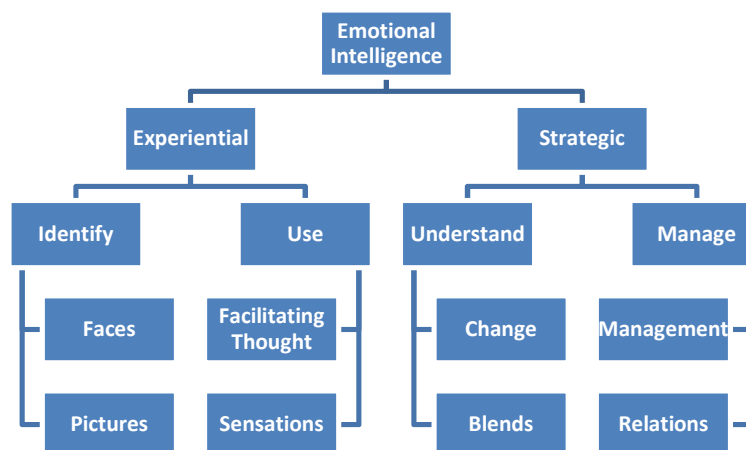 Emotional
Intelligence
Experiential
Strategic
Identify
Use
Understand
Manage
Faces
Facilitating
Thought
Change
Management
Pictures
Sensations
Blends
Relations